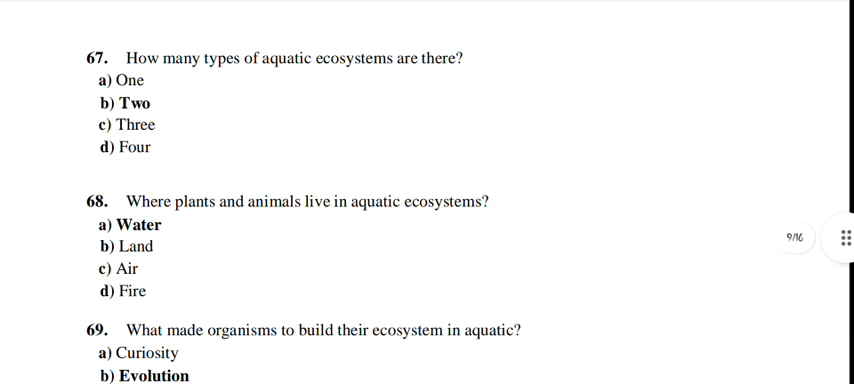 67. How many types of aquatic ecosystems are there?
a) One
b) Two
c) Three
d) Four
68. Where plants and animals live in aquatic ecosystems?
a) Water
b) Land
c) Air
d) Fire
9/16
69. What made organisms to build their ecosystem in aquatic?
a) Curiosity
b) Evolution